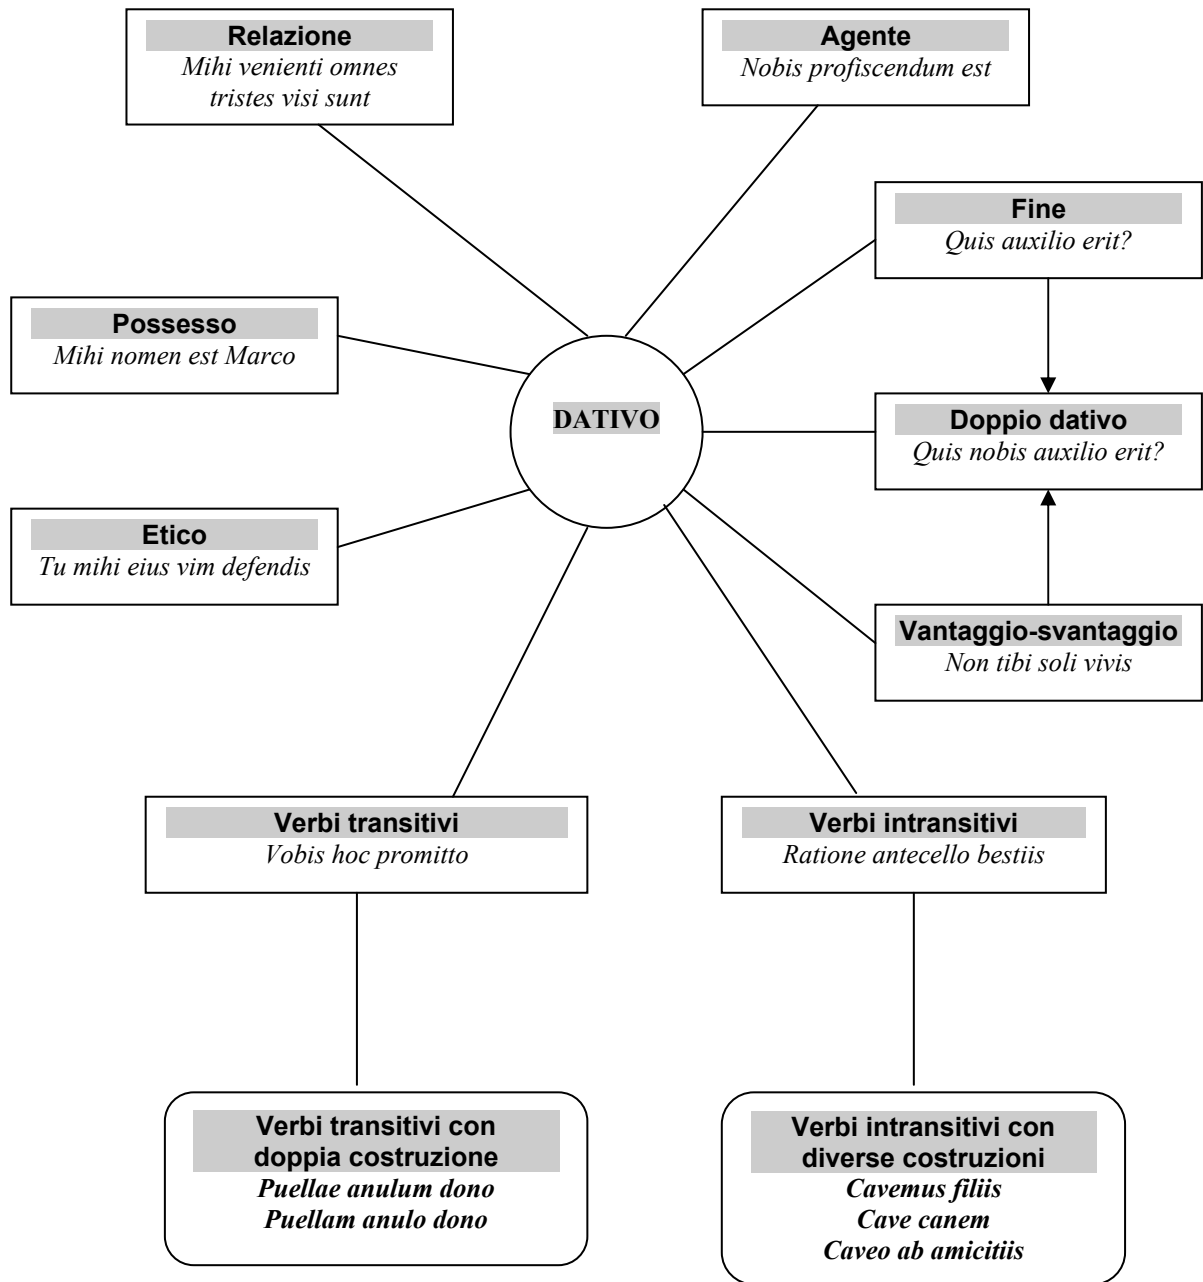 Relazione
Mihi venienti omnes
tristes visi sunt
Agente
Nobis profiscendum est
Fine
Quis auxilio erit?
Possesso
Mihi nomen est Marco
DATIVO
Doppio dativo
Quis nobis auxilio erit?
Etico
Tu mihi eius vim defendis
Vantaggio-svantaggio
Non tibi soli vivis
Verbi transitivi
Vobis hoc promitto
Verbi intransitivi
Ratione antecello bestiis
Verbi transitivi con
doppia costruzione
Puellae anulum dono
Puellam anulo dono
Verbi intransitivi con
diverse costruzioni
Cavemus filiis
Cave canem
Caveo ab amicitiis